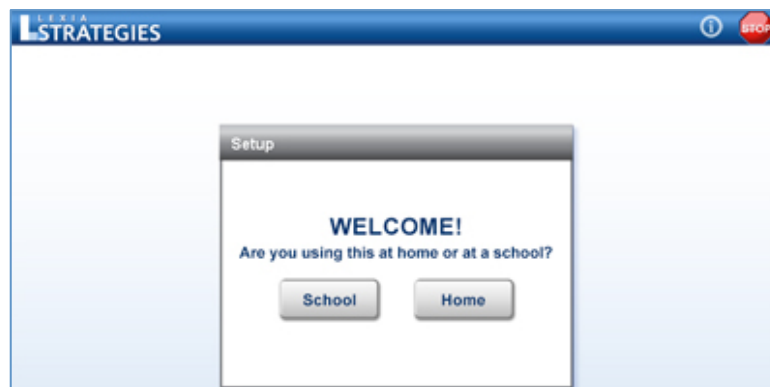 LEXIA
STRATEGIES
i
STOP
Setup
WELCOME!
Are you using this at home or at a school?
School
Home